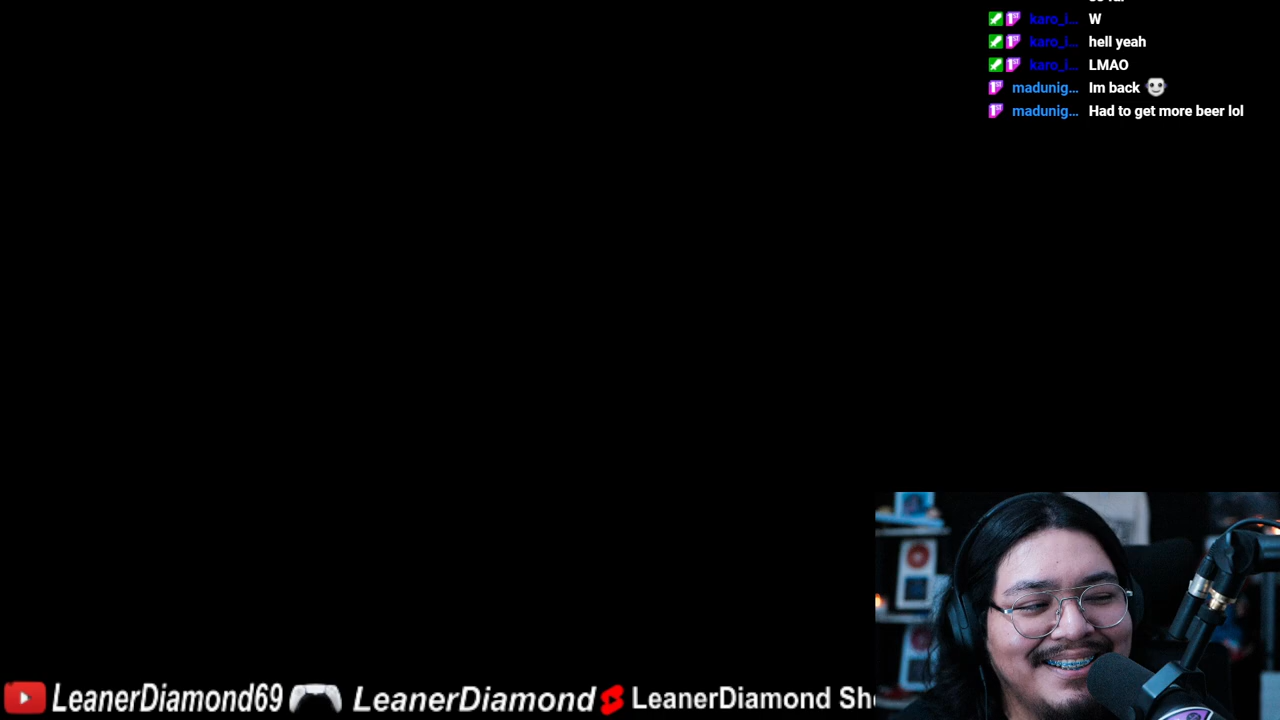 karo_i... W
karo_i... hell yeah
karo_i... LMAO
madunig... Im back
madunig... Had to get more beer lol
LeanerDiamond69 LeanerDiamond LeanerDiamond Sh